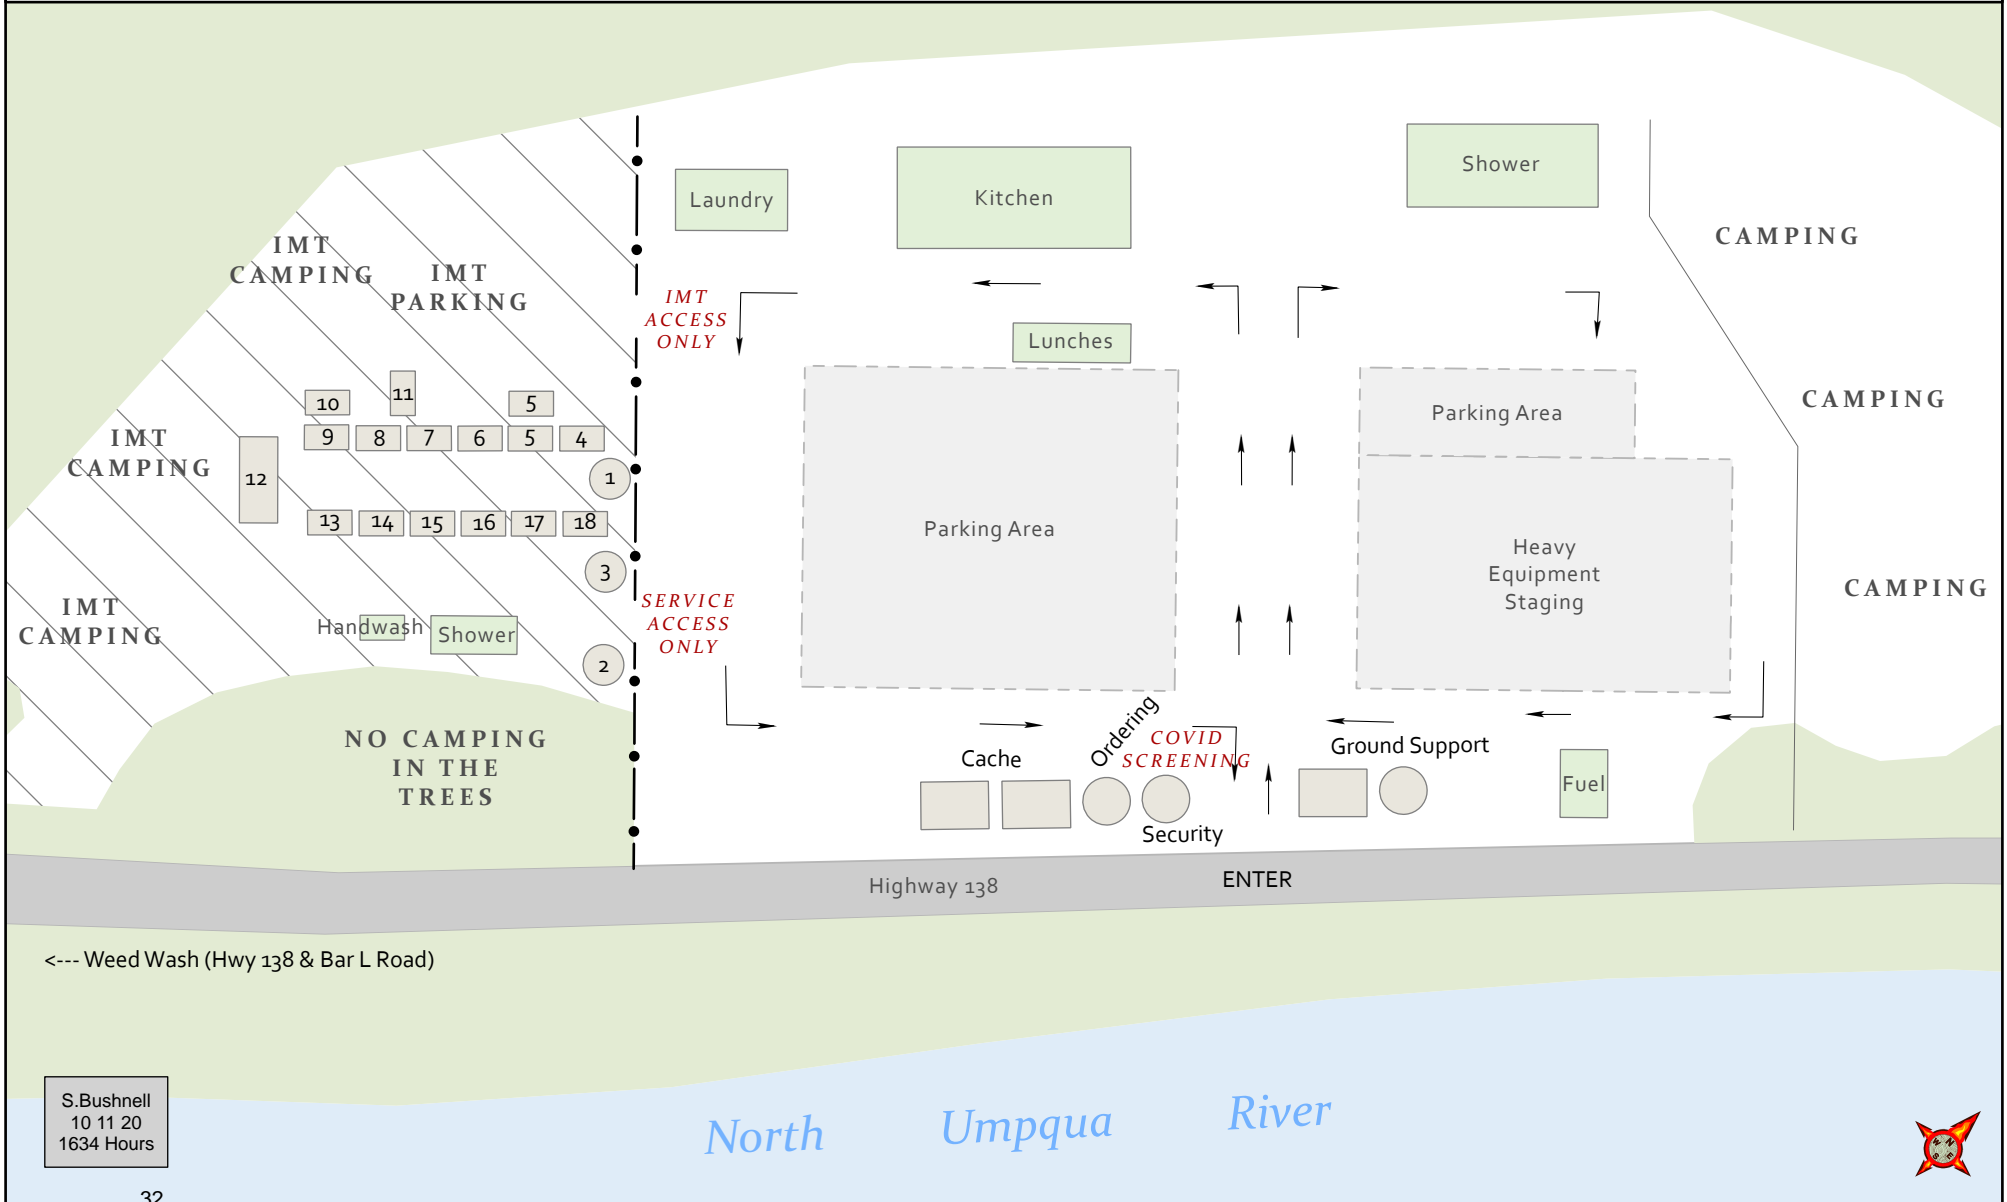 Laundry
Kitchen
Shower
CAMPING
IMT
CAMPING
IMT
PARKING
IMT
ACCESS
ONLY
Lunches
10
11
5
Parking Area
CAMPING
9
8
7
6
5
4
IMT
CAMPING
12
1
13
14
15
16
17
18
Parking Area
Heavy
Equipment
Staging
3
CAMPING
IMT
CAMPING
Handwash
Shower
SERVICE
ACCESS
ONLY
2
NO CAMPING
IN THE
TREES
Cache
Ordering
COVID
SCREENING
Ground Support
Fuel
Security
Highway 138
ENTER
<--- Weed Wash (Hwy 138 & Bar L Road)
S.Bushnell
10 11 20
1634 Hours
North Umpqua River
N
W
E
S
32